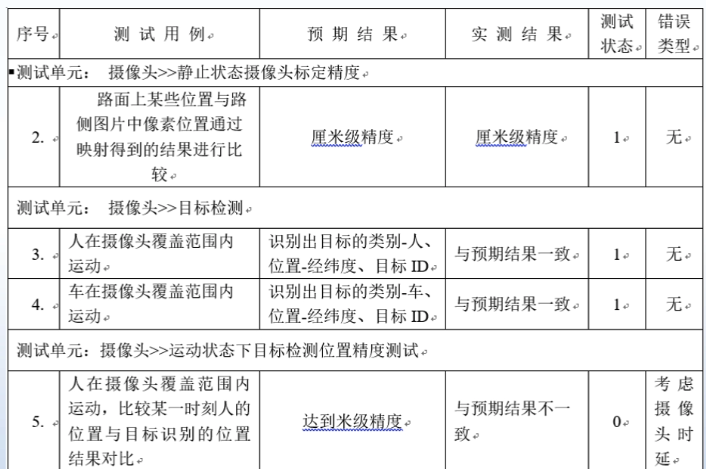 序号 测 试 用 例 预 期 结 果 实 测 结 果 测试状态 错误类型
测试单元： 摄像头>>静止状态摄像头标定精度
2. 路面上某些位置与路侧图片中像素位置通过映射得到的结果进行比较 厘米级精度 厘米级精度 1 无
测试单元： 摄像头>>目标检测
3. 人在摄像头覆盖范围内运动 识别出目标的类别-人、位置-经纬度、目标 ID 与预期结果一致 1 无
4. 车在摄像头覆盖范围内运动 识别出目标的类别-车、位置-经纬度、目标 ID 与预期结果一致 1 无
测试单元：摄像头>>运动状态下目标检测位置精度测试
5. 人在摄像头覆盖范围内运动，比较某一时刻人的位置与目标识别的位置结果对比 达到米级精度 与预期结果不一致 0 考虑摄像头时延